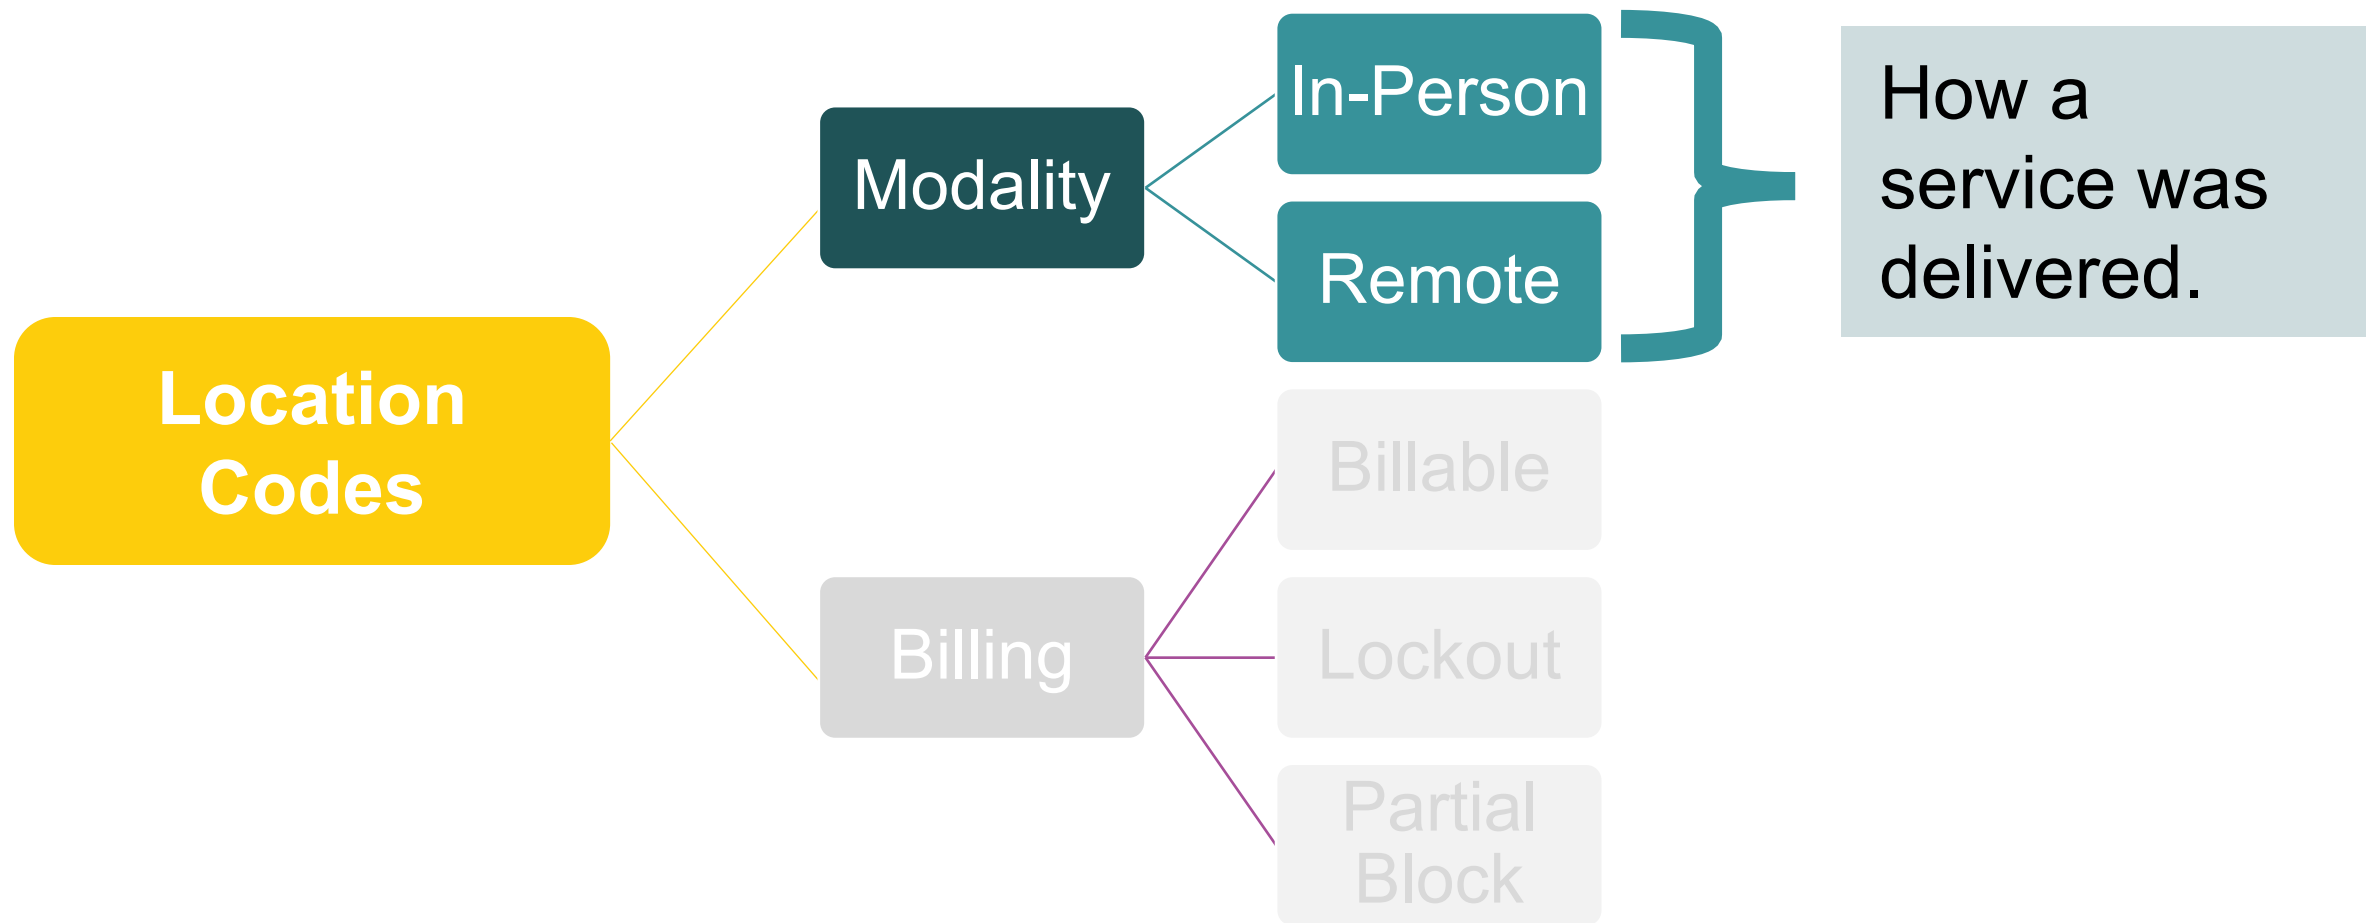 Location
Codes
Modality
In-Person
Remote
How a
service was
delivered.
Billing
Billable
Lockout
Partial
Block